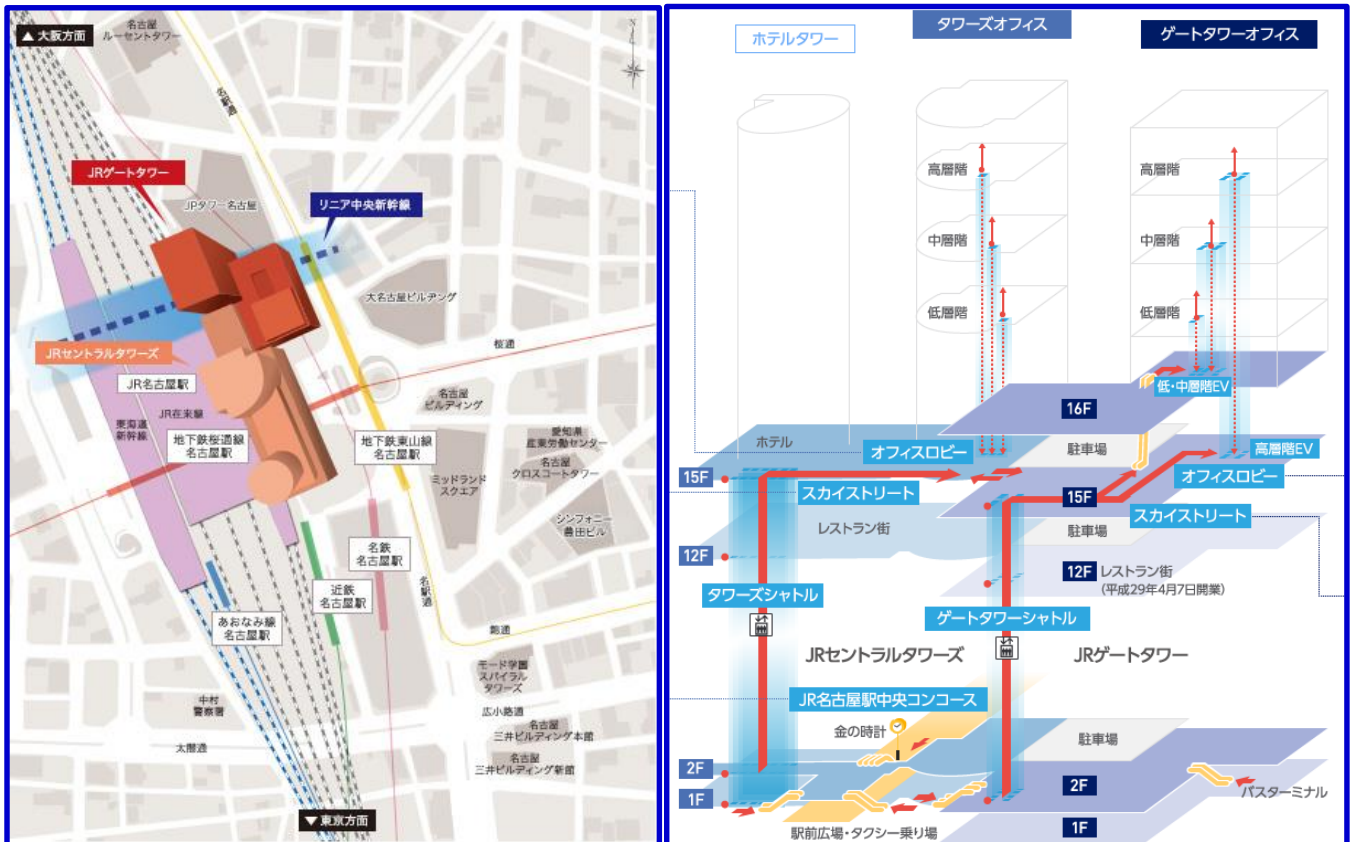 ▲ 大阪方面
名古屋
ルーセントタワー
N
名駅通
JRゲートタワー
JPタワー名古屋
リニア中央新幹線
大名古屋ビルヂング
JRセントラルタワーズ
桜通
JR名古屋駅
名古屋
ビルディング
東海道
新幹線
JR在来線
地下鉄桜通線
名古屋駅
地下鉄東山線
名古屋駅
愛知県
産業労働センター
名古屋
クロスコートタワー
ミッドランド
スクエア
シンフォニー
豊田ビル
名鉄
名古屋駅
近鉄
名古屋駅
名駅通
あおなみ線
名古屋駅
モード学園
スパイラル
タワーズ
中村
警察署
広小路通
名古屋
三井ビルディング本館
太閤通
名古屋
三井ビルディング新館
▼ 東京方面
ホテルタワー
タワーズオフィス
ゲートタワーオフィス
高層階
高層階
中層階
中層階
低層階
低層階
低・中層階EV
16F
ホテル
オフィスロビー
駐車場
高層階EV
15F
スカイストリート
15F
オフィスロビー
スカイストリート
レストラン街
駐車場
12F
12F レストラン街
(平成29年4月7日開業)
タワーズシャトル
ゲートタワーシャトル
JRセントラルタワーズ
JRゲートタワー
JR名古屋駅中央コンコース
金の時計
駐車場
2F
2F
1F
バスターミナル
駅前広場・タクシー乗り場
1F